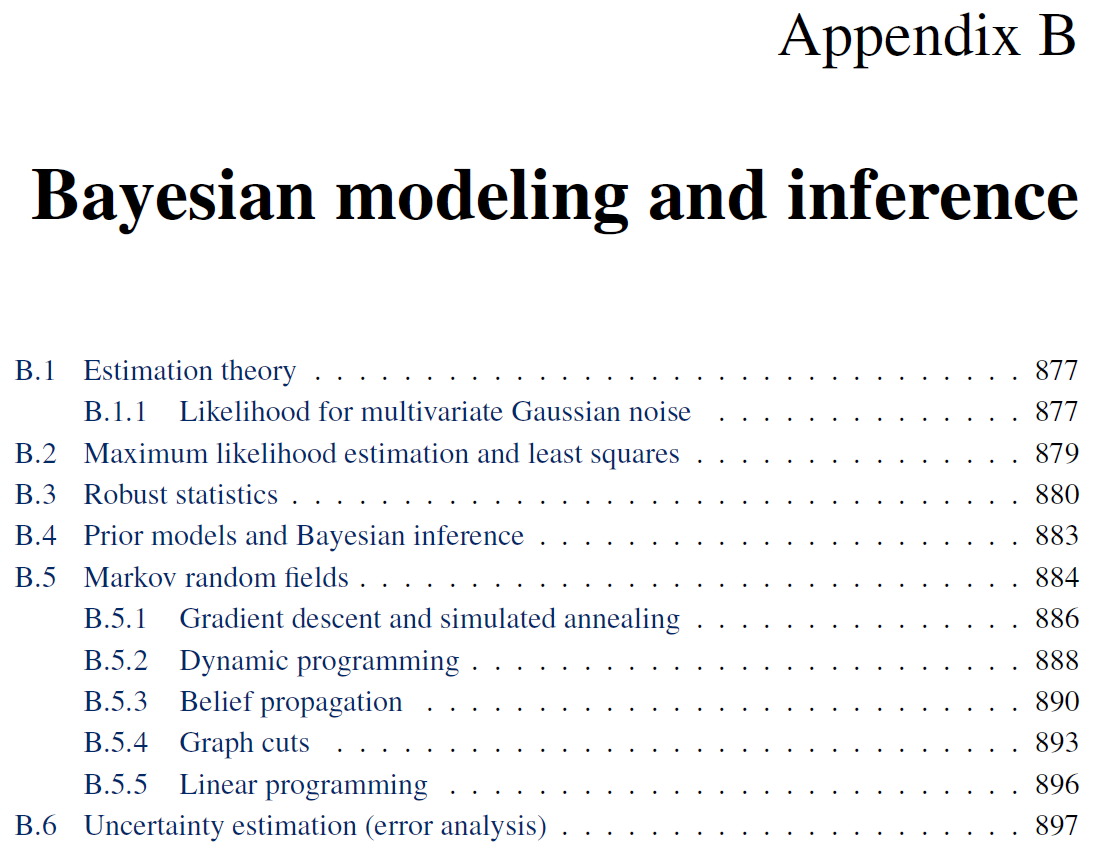 Appendix B
Bayesian modeling and inference
B.1 Estimation theory . . . . . . . . . . . . . . . . . . . . . . . . . . . . . . . . 877
B.1.1 Likelihood for multivariate Gaussian noise . . . . . . . . . . . . . . 877
B.2 Maximum likelihood estimation and least squares . . . . . . . . . . . . . . . 879
B.3 Robust statistics . . . . . . . . . . . . . . . . . . . . . . . . . . . . . . . . . 880
B.4 Prior models and Bayesian inference . . . . . . . . . . . . . . . . . . . . . . 883
B.5 Markov random fields . . . . . . . . . . . . . . . . . . . . . . . . . . . . . . 884
B.5.1 Gradient descent and simulated annealing . . . . . . . . . . . . . . . 886
B.5.2 Dynamic programming . . . . . . . . . . . . . . . . . . . . . . . . . 888
B.5.3 Belief propagation . . . . . . . . . . . . . . . . . . . . . . . . . . . 890
B.5.4 Graph cuts . . . . . . . . . . . . . . . . . . . . . . . . . . . . . . . 893
B.5.5 Linear programming . . . . . . . . . . . . . . . . . . . . . . . . . . 896
B.6 Uncertainty estimation (error analysis) . . . . . . . . . . . . . . . . . . . . . 897